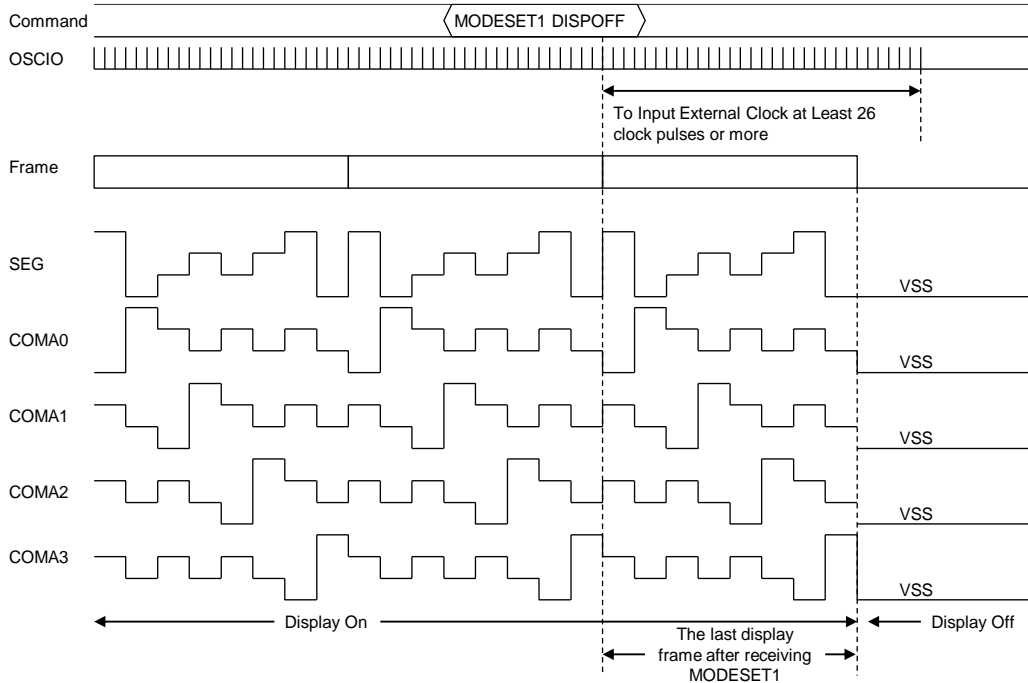 Command
MODESET1 DISPOFF
OSCIO
To Input External Clock at Least 26
clock pulses or more
Frame
SEG
VSS
COMA0
VSS
COMA1
VSS
COMA2
VSS
COMA3
VSS
Display On
Display Off
The last display
frame after receiving
MODESET1